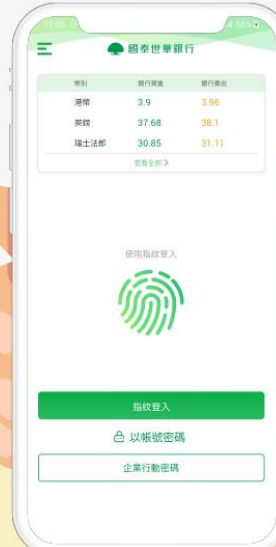 國泰世華銀行
幣別 銀行買進 銀行賣出
港幣 3.9 3.96
英鎊 37.68 38.1
瑞士法郎 30.85 31.11
查看全部 >
使用指紋登入
指紋登入
以帳號密碼
企業行動密碼